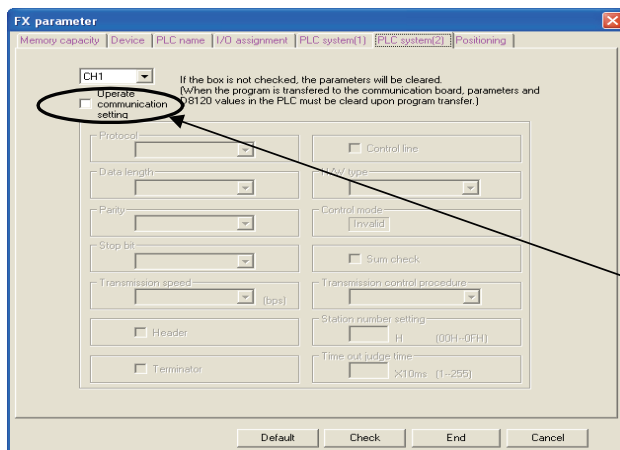 FX parameter
Memory capacity Device PLC name I/O assignment PLC system(1) PLC system(2) Positioning
CH1
If the box is not checked, the parameters will be cleared.
Operate communication setting
(When the program is transfered to the communication board, parameters and
D8120 values in the PLC must be cleard upon program transfer.)
Protocol
Control line
Data length
H/W type
Parity
Control mode
Invalid
Stop bit
Sum check
Transmission speed
(bps)
Transmission control procedure
Header
Station number setting
H (00H--0FH)
Terminator
Time out judge time
X10ms (1--255)
Default Check End Cancel